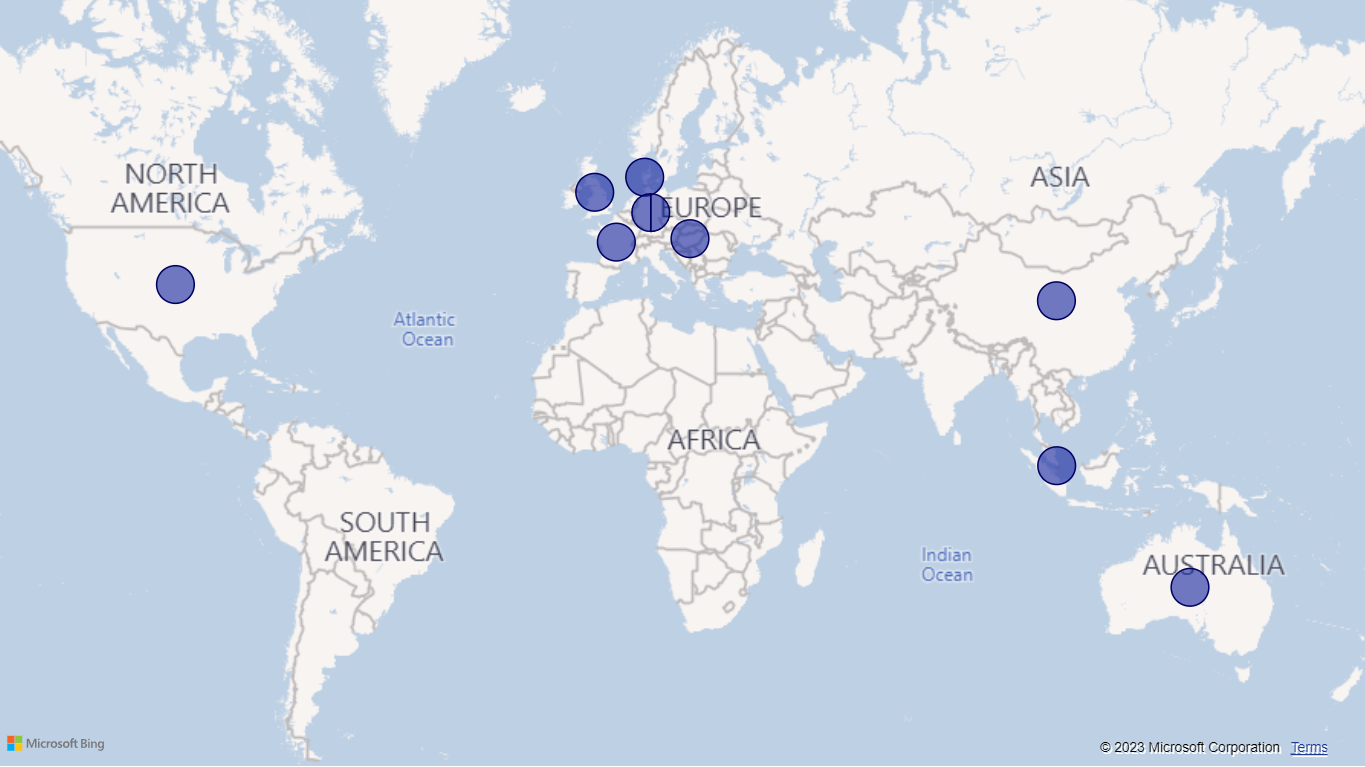 NORTH
AMERICA
ASIA
EUROPE
Atlantic
Ocean
AFRICA
SOUTH
AMERICA
Indian
Ocean
AUSTRALIA
Microsoft Bing
© 2023 Microsoft Corporation Terms